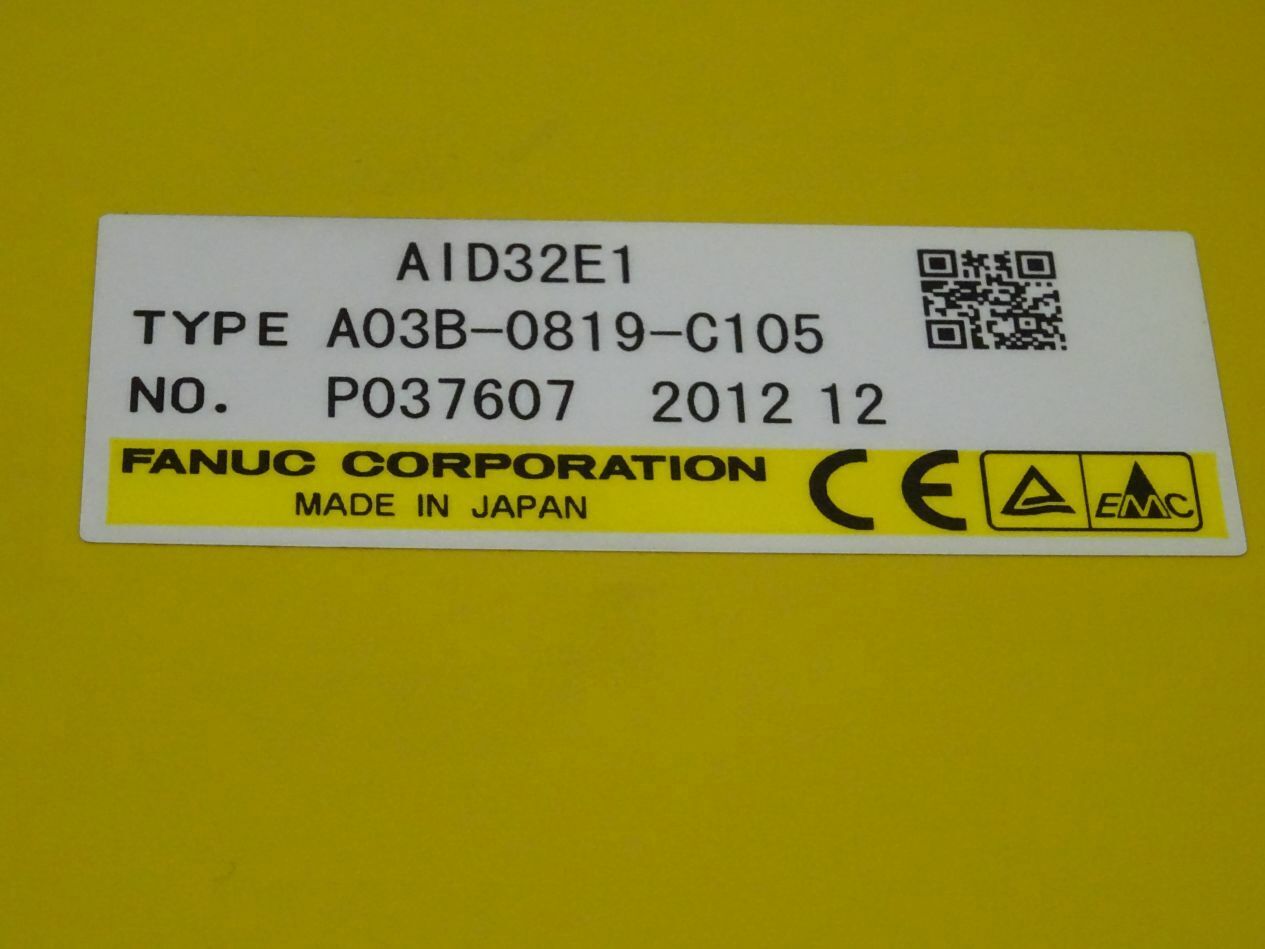 AID32E1
TYPE A03B-0819-C105
NO. P037607 2012 12
FANUC CORPORATION
MADE IN JAPAN
CE
EMC